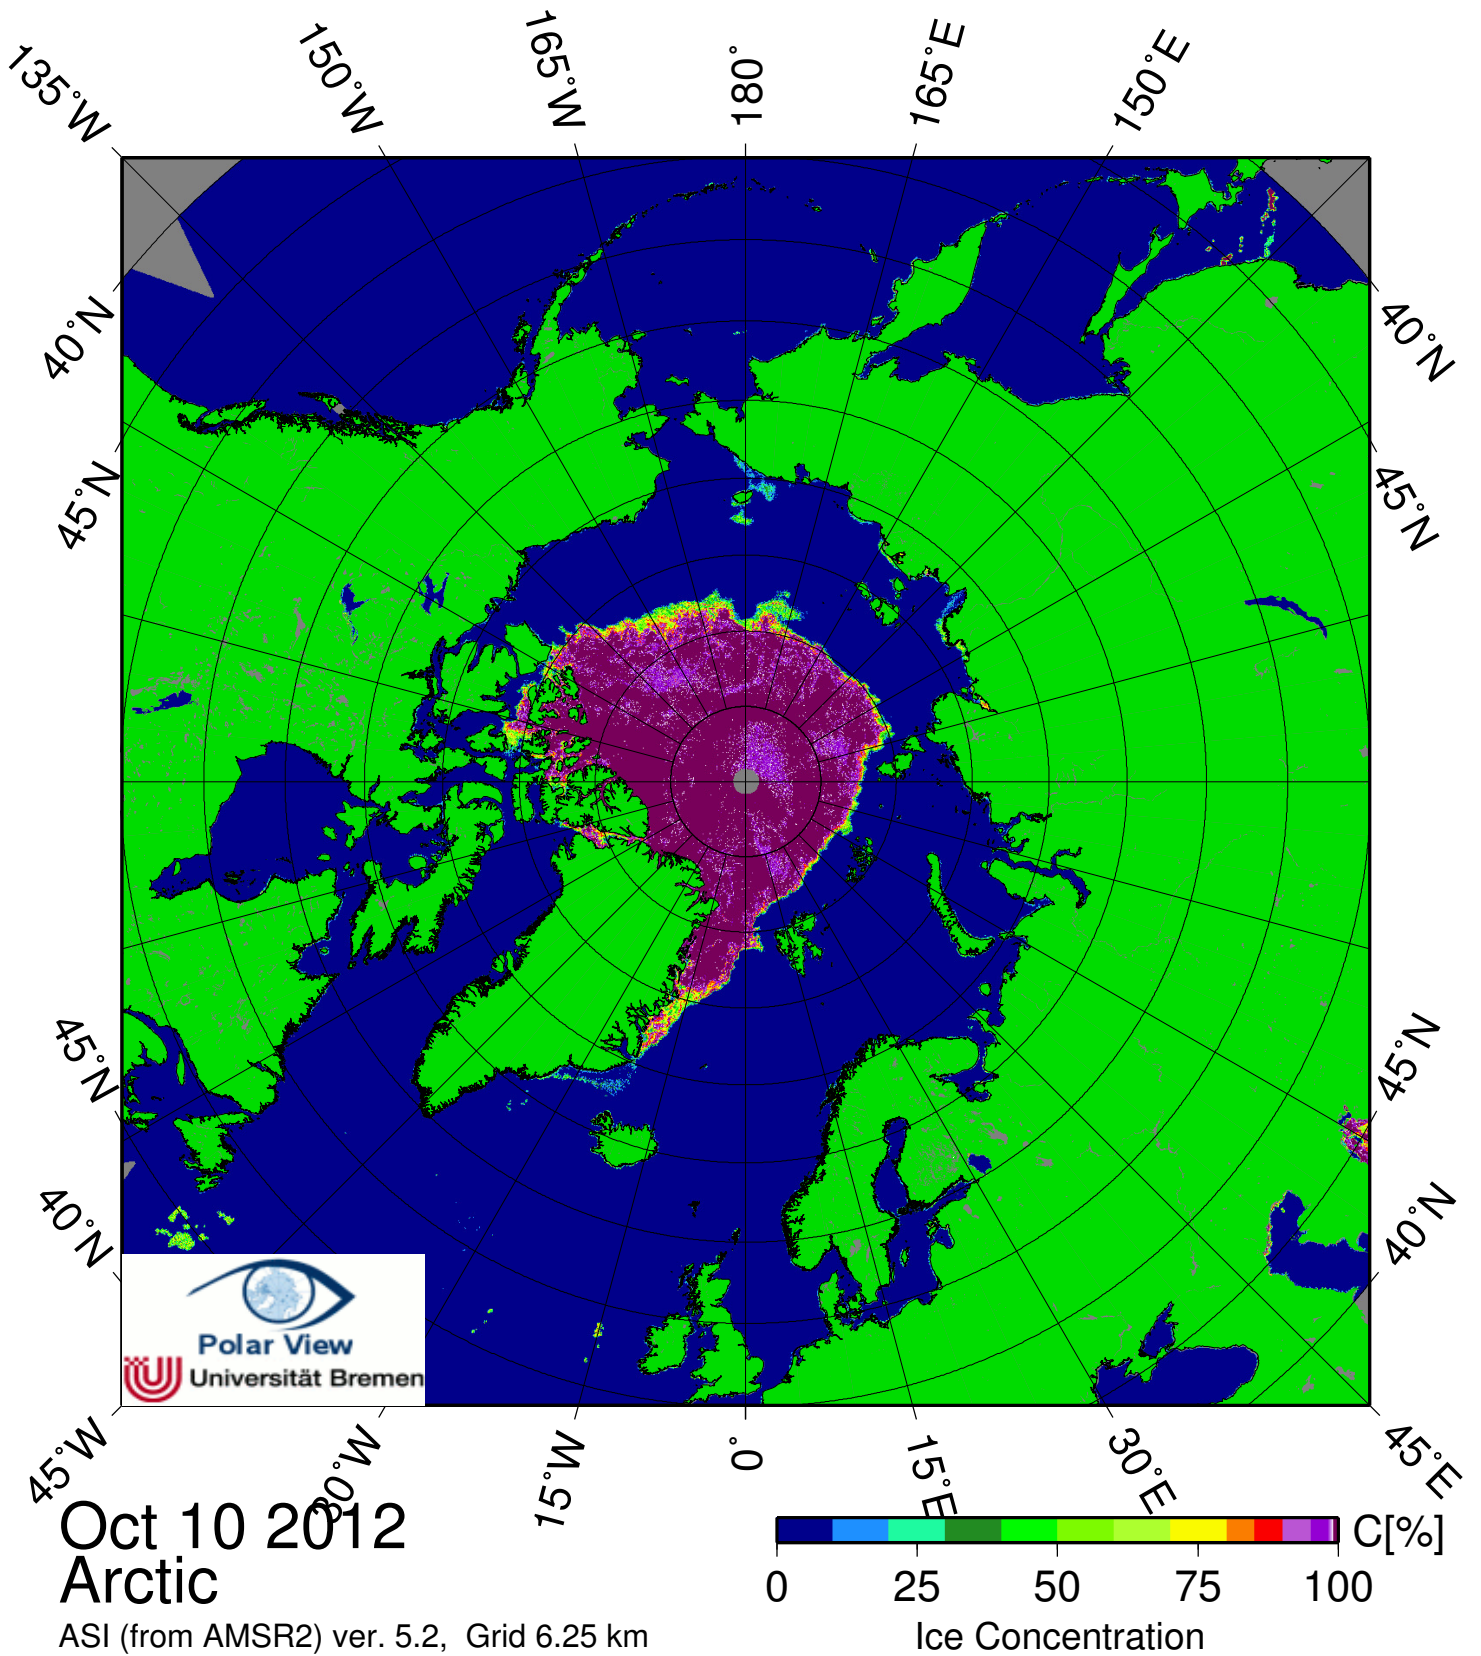 135°W
150°W
165°W
180°
165°E
150°E
40°N
40°N
45°N
45°N
45°N
45°N
40°N
40°N
Polar View
Universität Bremen
45°W
30°W
15°W
0°
15°E
30°E
45°E
Oct 10 2012
Arctic
ASI (from AMSR2) ver. 5.2, Grid 6.25 km
C[%]
0 25 50 75 100
Ice Concentration